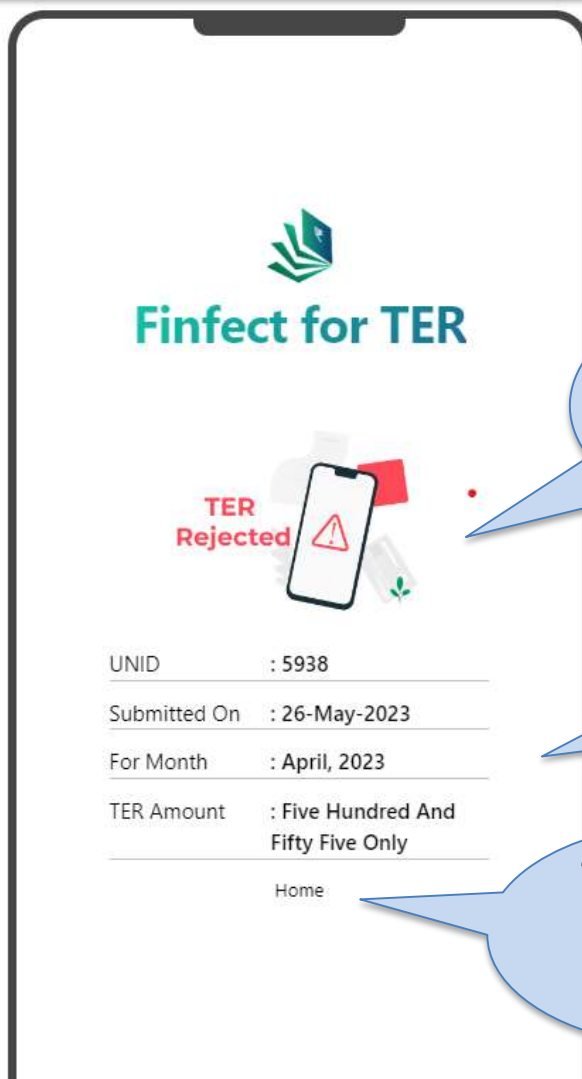 Finfect for TER
TER
Rejected
UNID : 5938
Submitted On : 26-May-2023
For Month : April, 2023
TER Amount : Five Hundred And
Fifty Five Only
Home